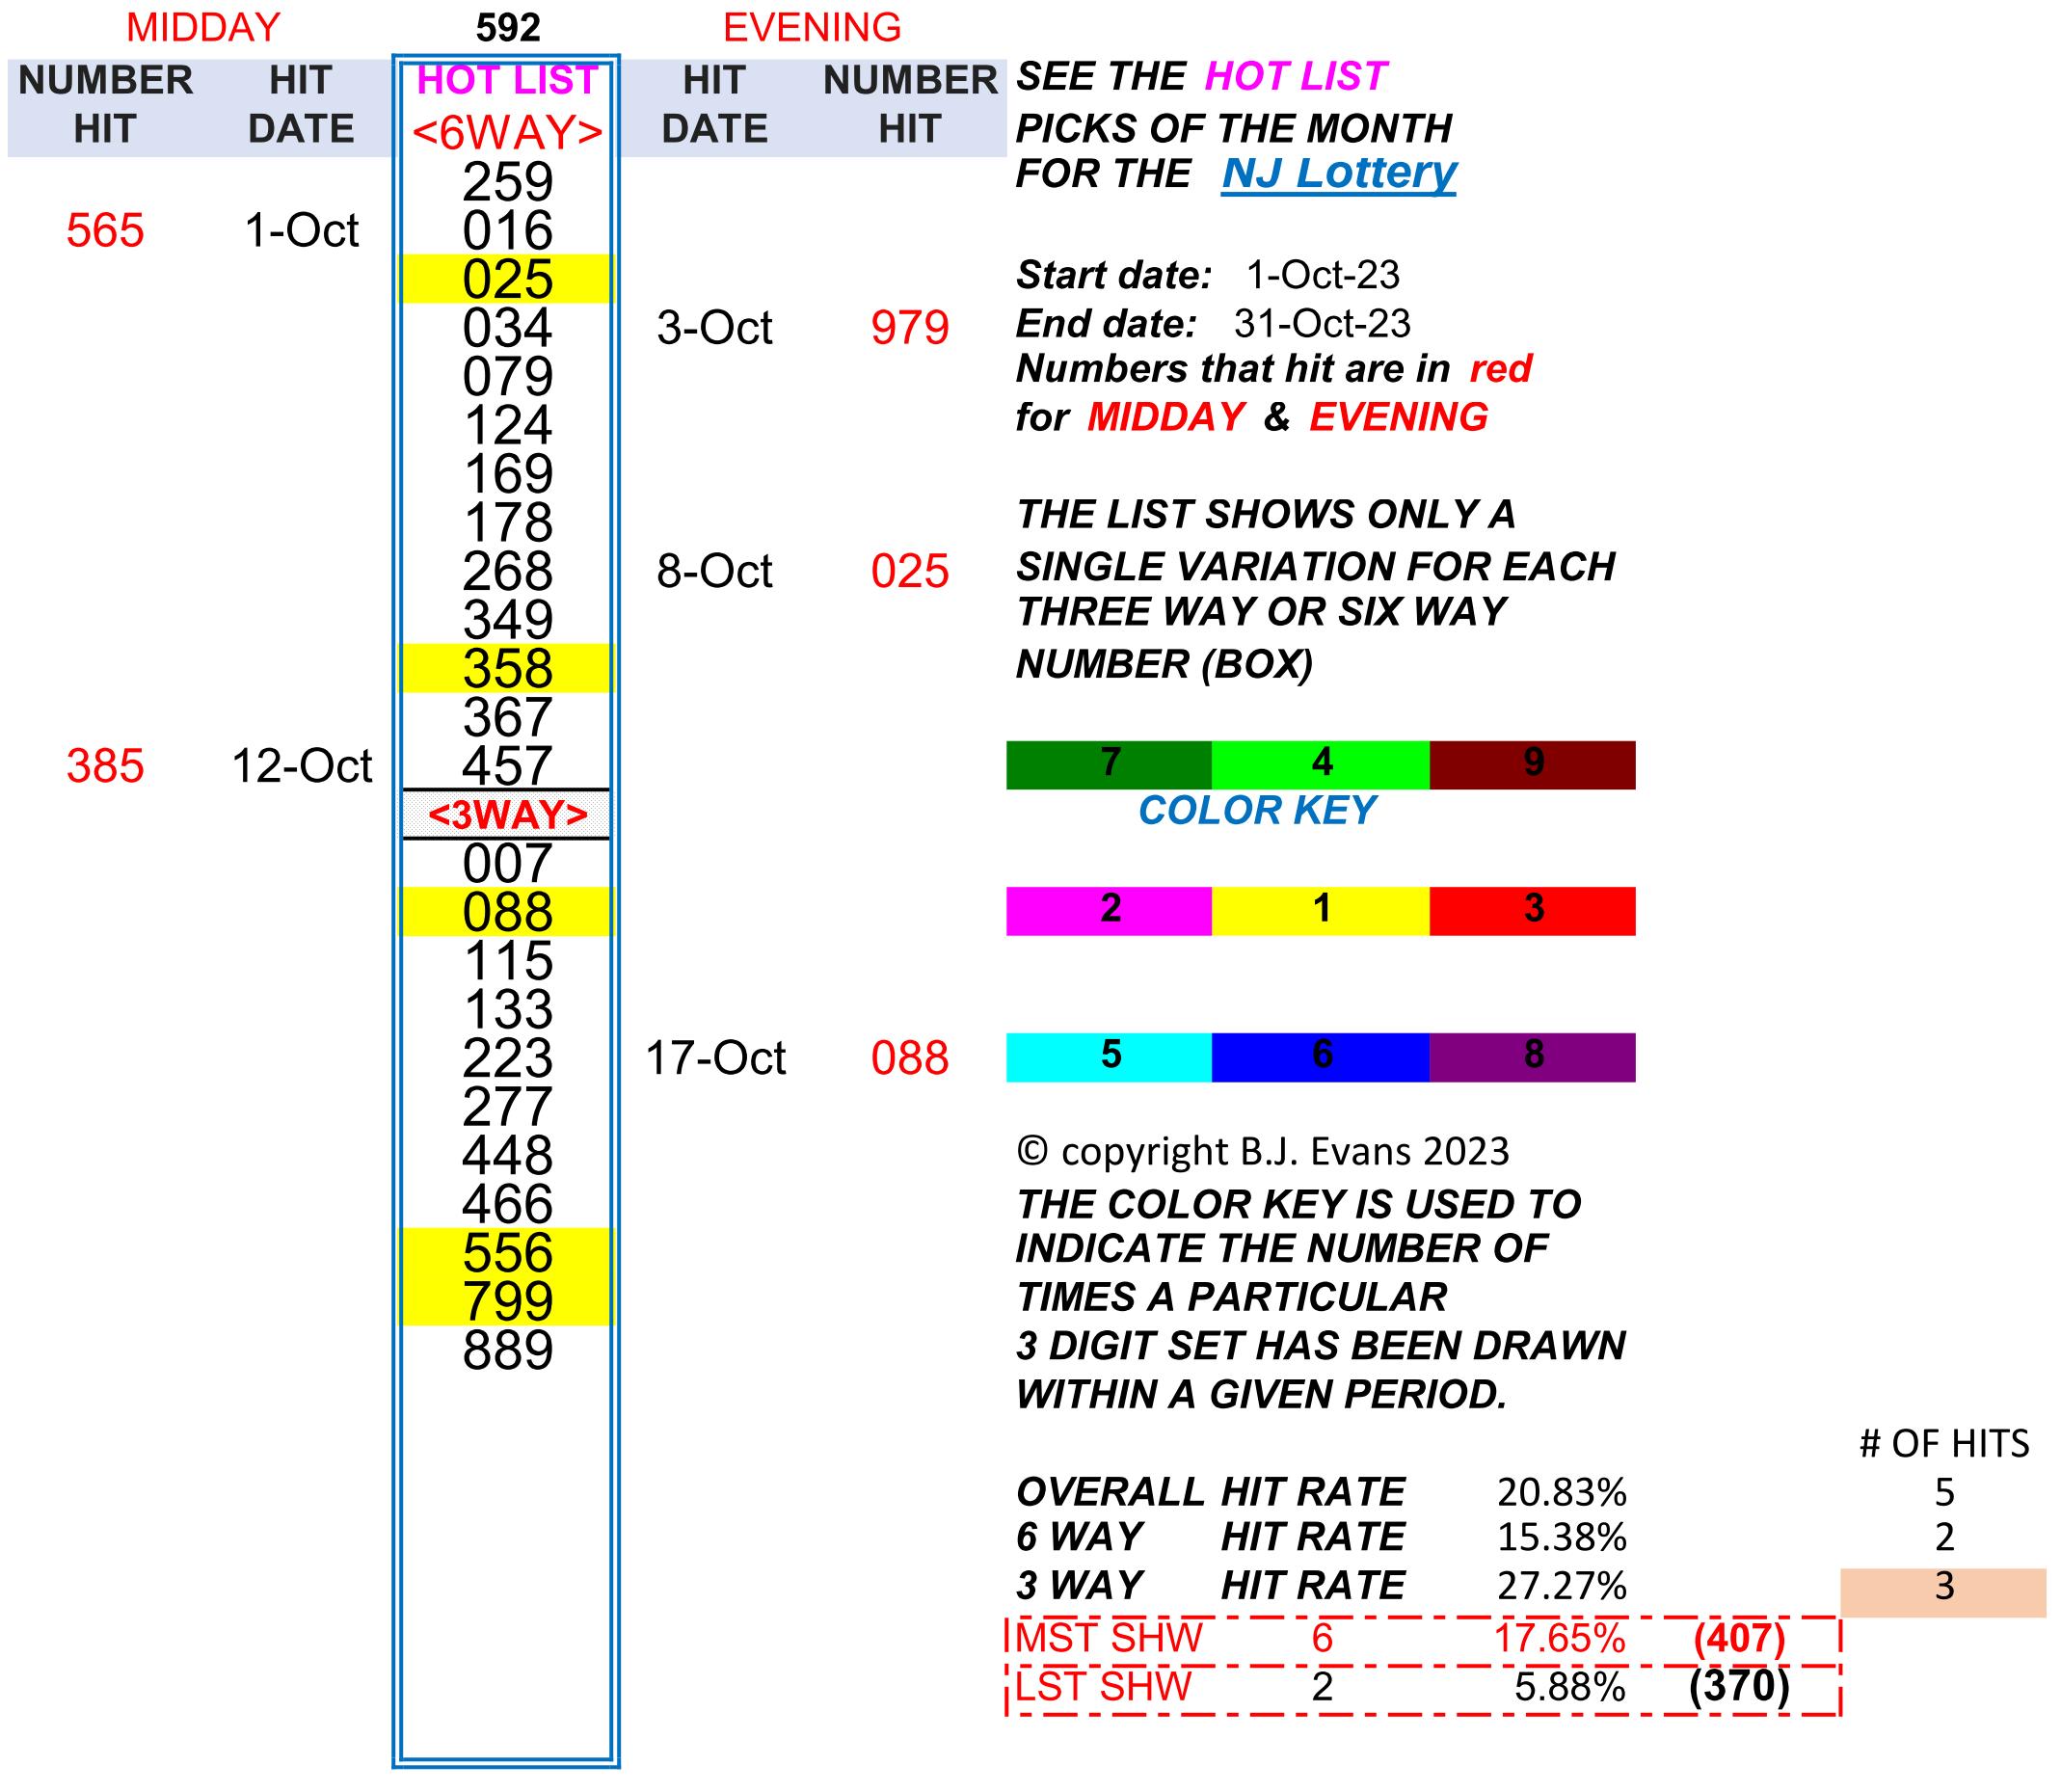 MIDDAY 592 EVENING
NUMBER HIT HOT LIST HIT NUMBER SEE THE HOT LIST
HIT DATE <6WAY> DATE HIT PICKS OF THE MONTH
259 FOR THE NJ Lottery
565 1-Oct 016
025 Start date: 1-Oct-23
034 3-Oct 979 End date: 31-Oct-23
079 Numbers that hit are in red
124 for MIDDAY & EVENING
169
178 THE LIST SHOWS ONLY A
268 8-Oct 025 SINGLE VARIATION FOR EACH
349 THREE WAY OR SIX WAY
358 NUMBER (BOX)
367
385 12-Oct 457 7 4 9
<3WAY> COLOR KEY
007
088 2 1 3
115
133
223 17-Oct 088 5 6 8
277
448 © copyright B.J. Evans 2023
466 THE COLOR KEY IS USED TO
556 INDICATE THE NUMBER OF
799 TIMES A PARTICULAR
889 3 DIGIT SET HAS BEEN DRAWN
WITHIN A GIVEN PERIOD.
# OF HITS
OVERALL HIT RATE 20.83% 5
6 WAY HIT RATE 15.38% 2
3 WAY HIT RATE 27.27% 3
MST SHW 6 17.65% (407)
LST SHW 2 5.88% (370)